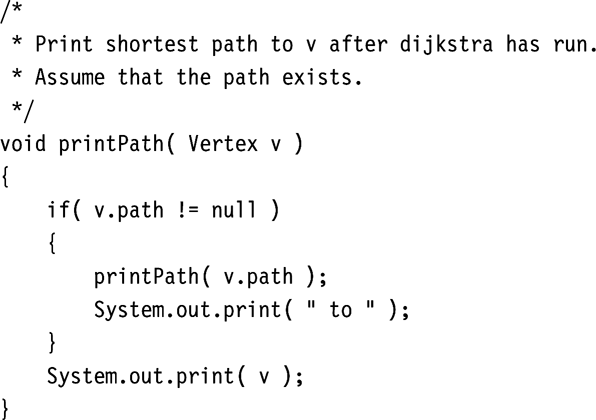 /*
 * Print shortest path to v after dijkstra has run.
 * Assume that the path exists.
 */
void printPath( Vertex v )
{
    if( v.path != null )
    {
        printPath( v.path );
        System.out.print( " to " );
    }
    System.out.print( v );
}